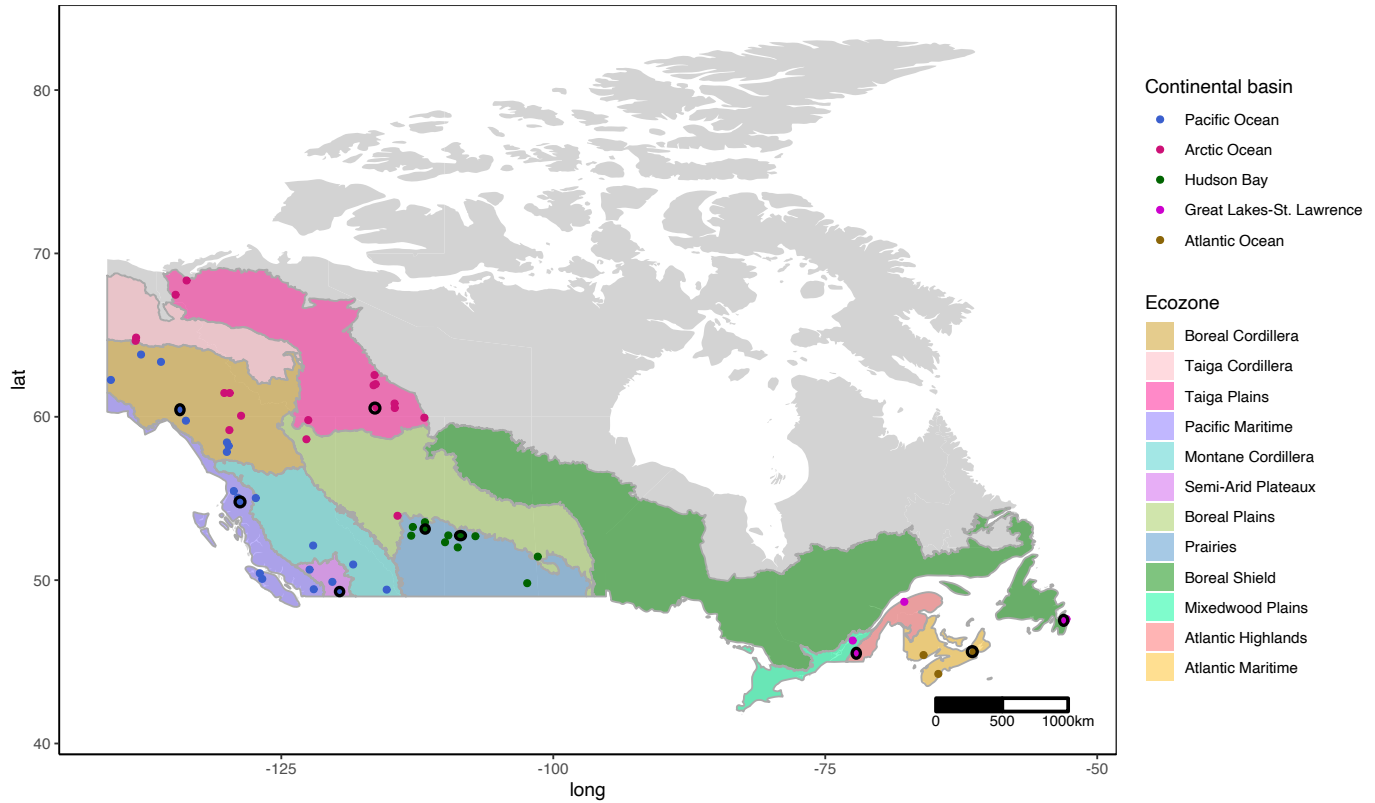 80
70
60
50
40
lat
-125
-100
-75
-50
long
0
500
1000km
Continental basin
Pacific Ocean
Arctic Ocean
Hudson Bay
Great Lakes-St. Lawrence
Atlantic Ocean
Ecozone
Boreal Cordillera
Taiga Cordillera
Taiga Plains
Pacific Maritime
Montane Cordillera
Semi-Arid Plateaux
Boreal Plains
Prairies
Boreal Shield
Mixedwood Plains
Atlantic Highlands
Atlantic Maritime